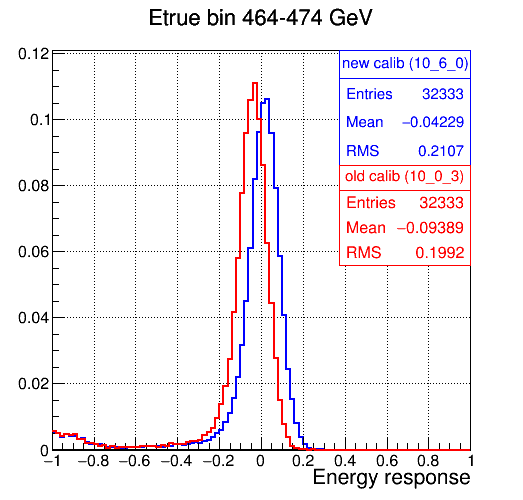 Etrue bin 464-474 GeV
new calib (10_6_0)
Entries 32333
Mean −0.04229
RMS 0.2107
old calib (10_0_3)
Entries 32333
Mean −0.09389
RMS 0.1992
0.12
0.1
0.08
0.06
0.04
0.02
0
−1 −0.8 −0.6 −0.4 −0.2 0 0.2 0.4 0.6 0.8 1
Energy response